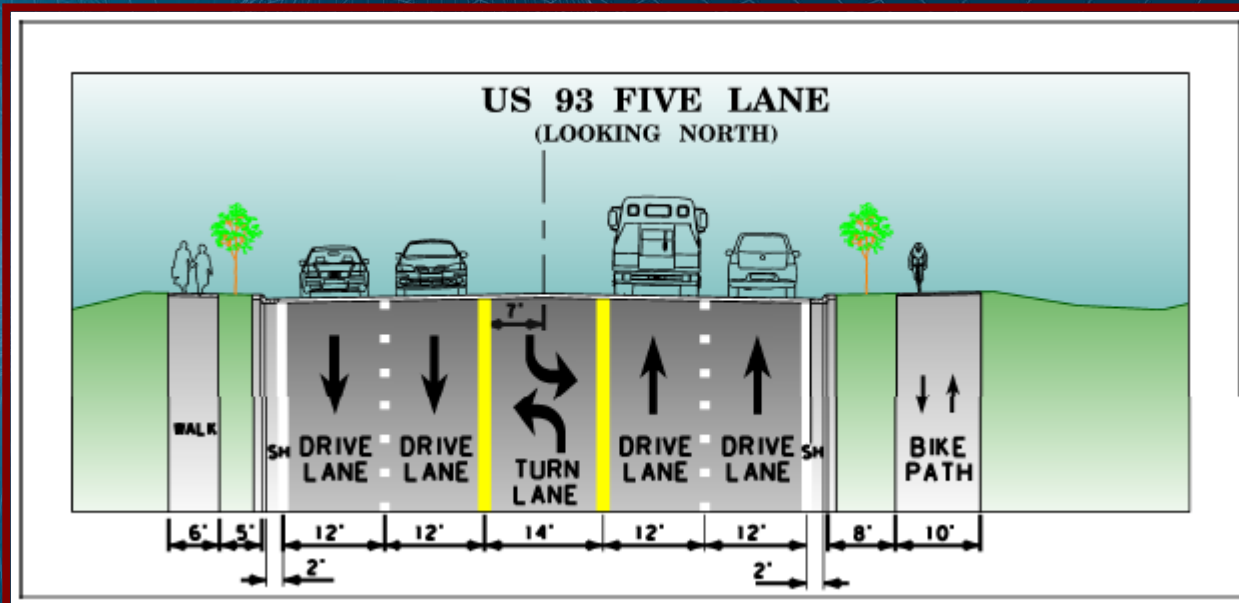 US 93 FIVE LANE
(LOOKING NORTH)
7'
WALK
SH
DRIVE
LANE
DRIVE
LANE
TURN
LANE
DRIVE
LANE
DRIVE
LANE
SH
BIKE
PATH
6' 5' 12' 12' 14' 12' 12' 8' 10'
2' 2'